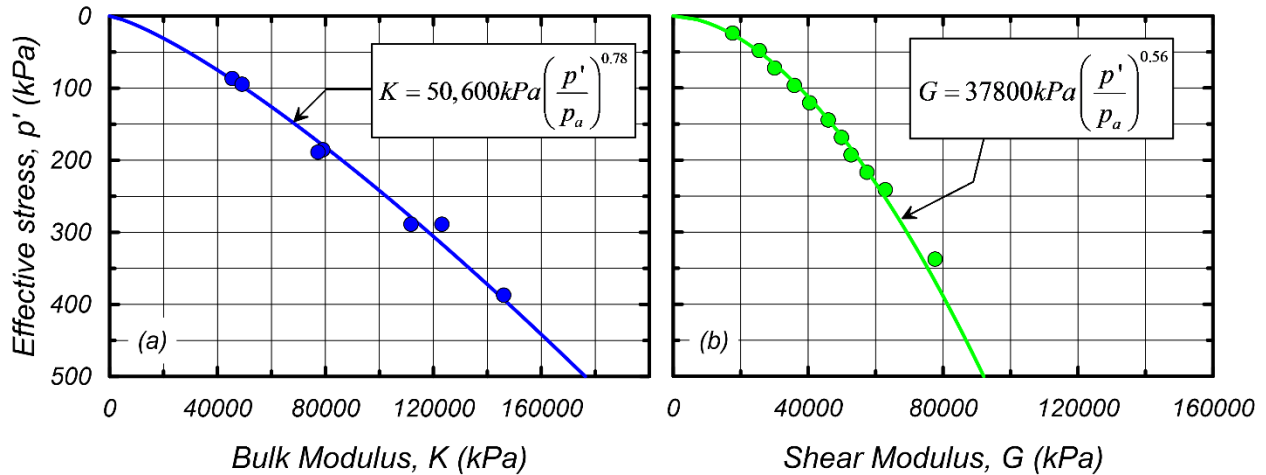 Effective stress, p' (kPa)
0
100
200
300
400
500
K = 50,600kPa(p'/pₐ)^0.78
(a)
0 40000 80000 120000 160000
Bulk Modulus, K (kPa)
G = 37800kPa(p'/pₐ)^0.56
(b)
0 40000 80000 120000 160000
Shear Modulus, G (kPa)